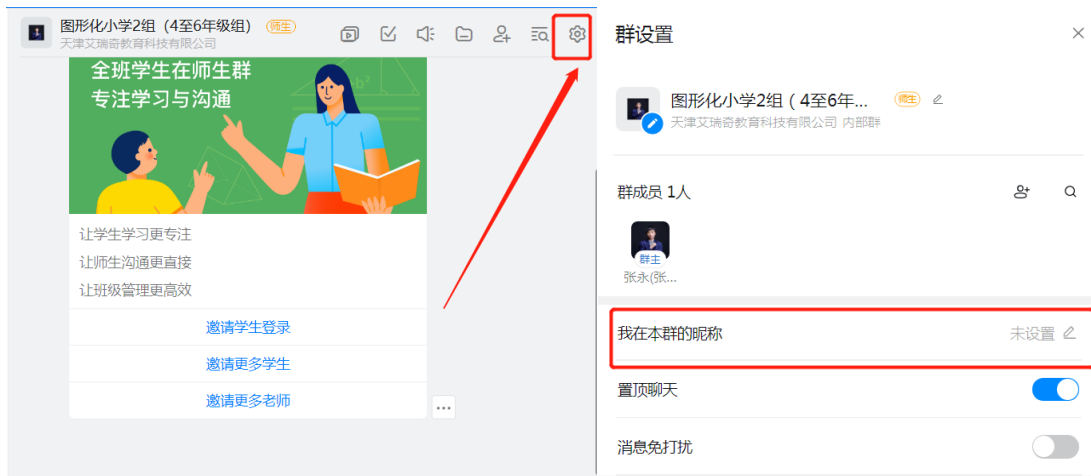 图形化小学2组（4至6年级组） 师生
天津艾瑞奇教育科技有限公司
全班学生在师生群
专注学习与沟通
让学生学习更专注
让师生沟通更直接
让班级管理更高效
邀请学生登录
邀请更多学生
邀请更多老师
群设置
图形化小学2组（4至6年... 师生
天津艾瑞奇教育科技有限公司 内部群
群成员 1人
群主
张永(张...
我在本群的昵称 未设置
置顶聊天
消息免打扰